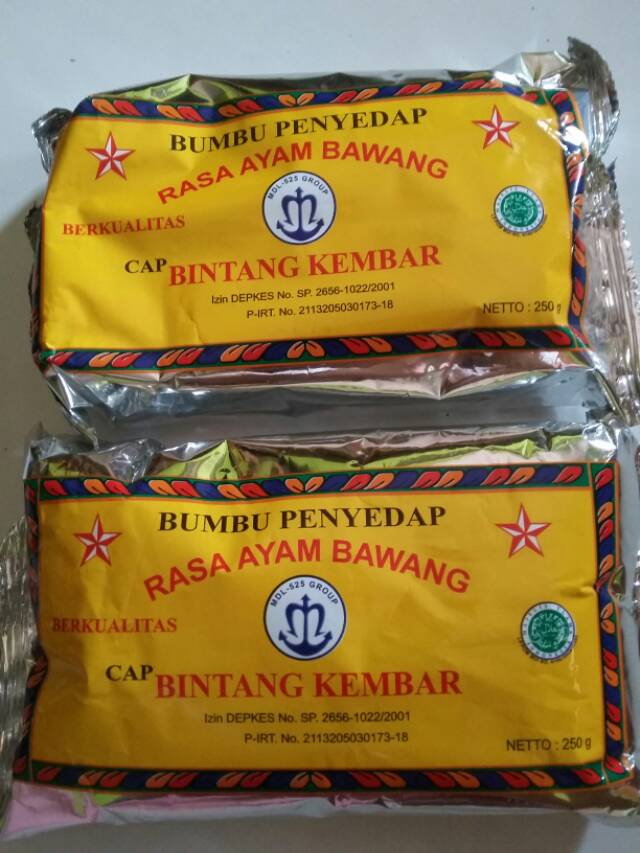 BUMBU PENYEDAP
RASA AYAM BAWANG
MDL-525 GROUP
BERKUALITAS
CAP BINTANG KEMBAR
Izin DEPKES No. SP. 2656-1022/2001
P-IRT. No. 2113205030173-18
NETTO : 250 g
BUMBU PENYEDAP
RASA AYAM BAWANG
MDL-525 GROUP
BERKUALITAS
CAP BINTANG KEMBAR
Izin DEPKES No. SP. 2656-1022/2001
P-IRT. No. 2113205030173-18
NETTO : 250 g